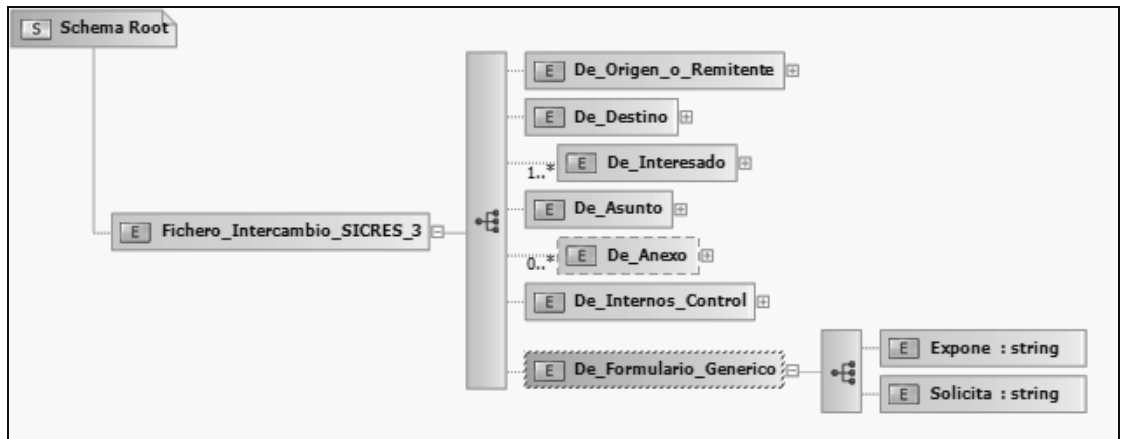 S Schema Root
E De_Origen_o_Remitente
E De_Destino
1..* E De_Interesado
E De_Asunto
E Fichero_Intercambio_SICRES_3
0..* E De_Anexo
E De_Internos_Control
E De_Formulario_Generico
E Expone : string
E Solicita : string